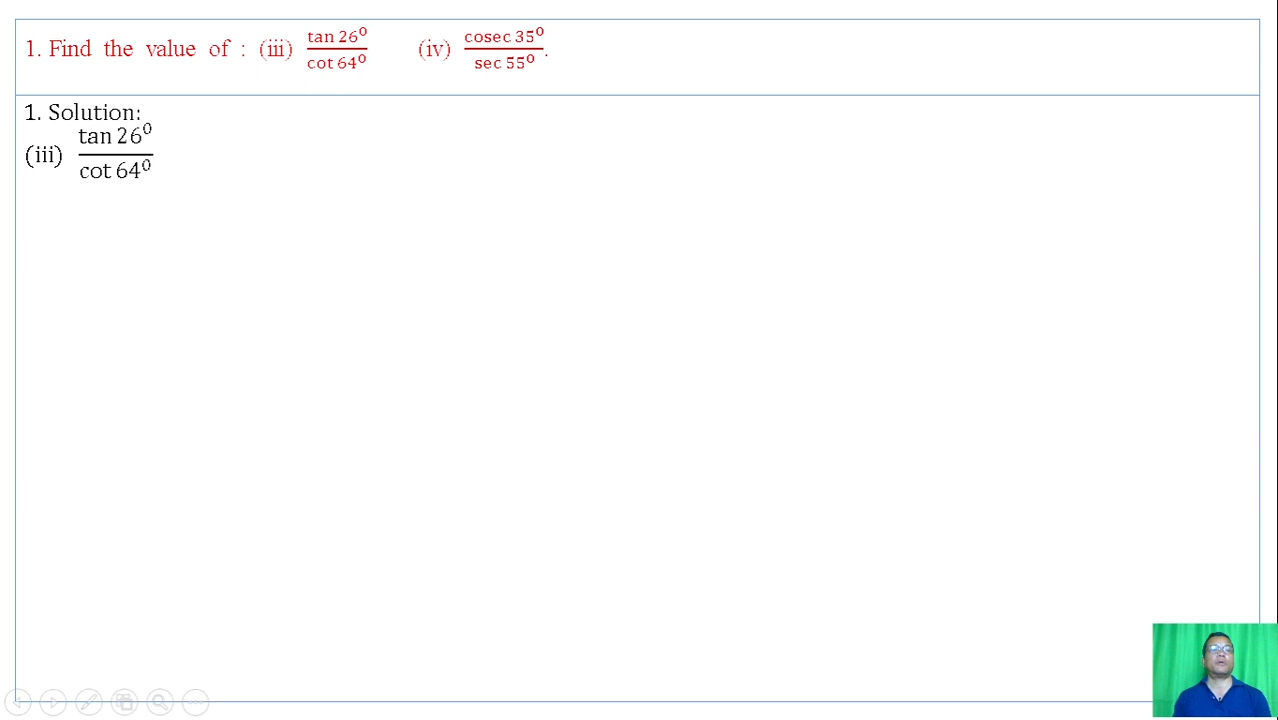 1. Find the value of : (iii) tan 26⁰/cot 64⁰ (iv) cosec 35⁰/sec 55⁰.
1. Solution:
(iii) tan 26⁰/cot 64⁰